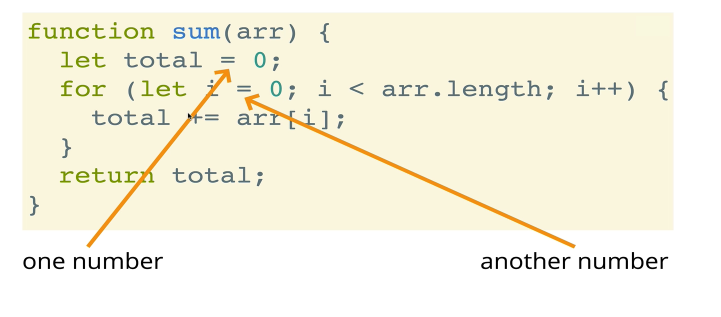 function sum(arr) {
  let total = 0;
  for (let i = 0; i < arr.length; i++) {
    total += arr[i];
  }
  return total;
}
one number
another number